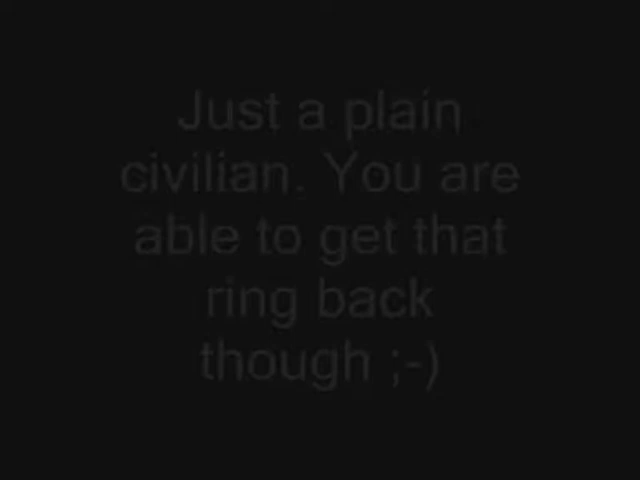 Just a plain
civilian. You are
able to get that
ring back
though ;-)